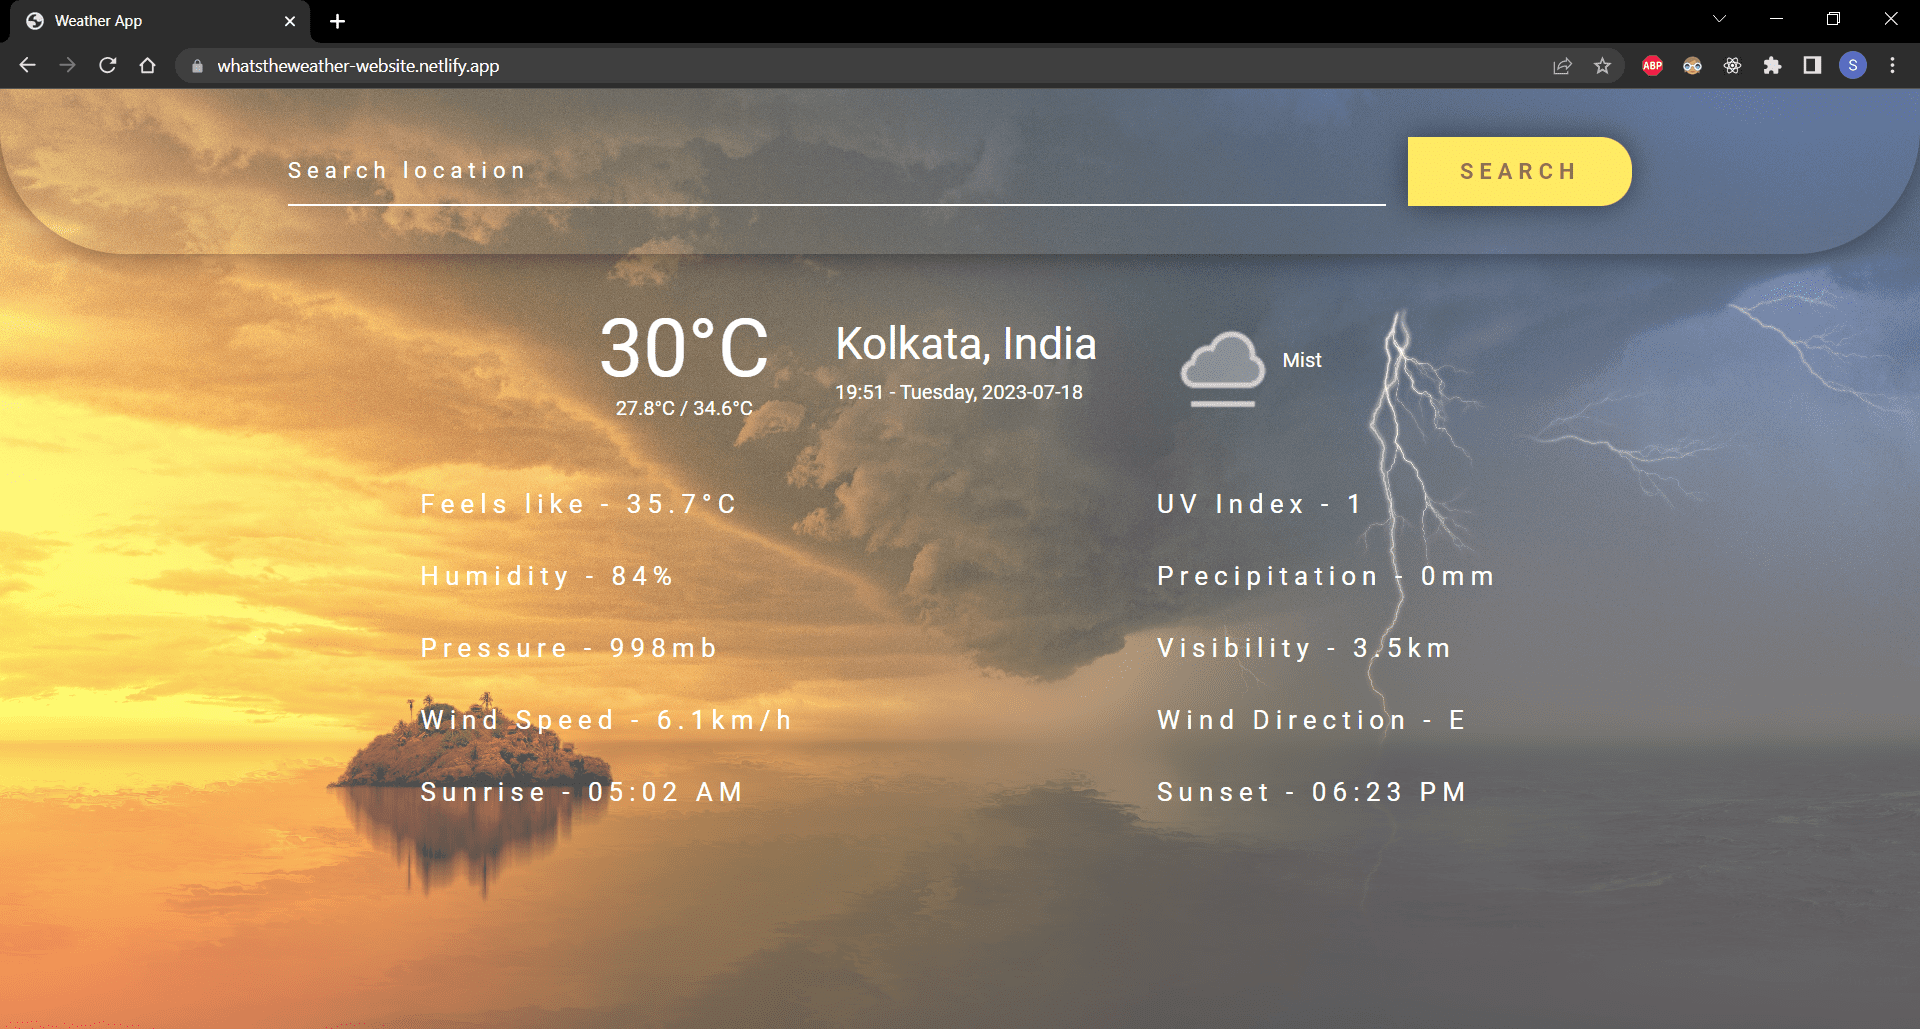 Weather App
whatstheweather-website.netlify.app
ABP
S
Search location
SEARCH
30°C
27.8°C / 34.6°C
Kolkata, India
19:51 - Tuesday, 2023-07-18
Mist
Feels like - 35.7°C
UV Index - 1
Humidity - 84%
Precipitation - 0mm
Pressure - 998mb
Visibility - 3.5km
Wind Speed - 6.1km/h
Wind Direction - E
Sunrise - 05:02 AM
Sunset - 06:23 PM